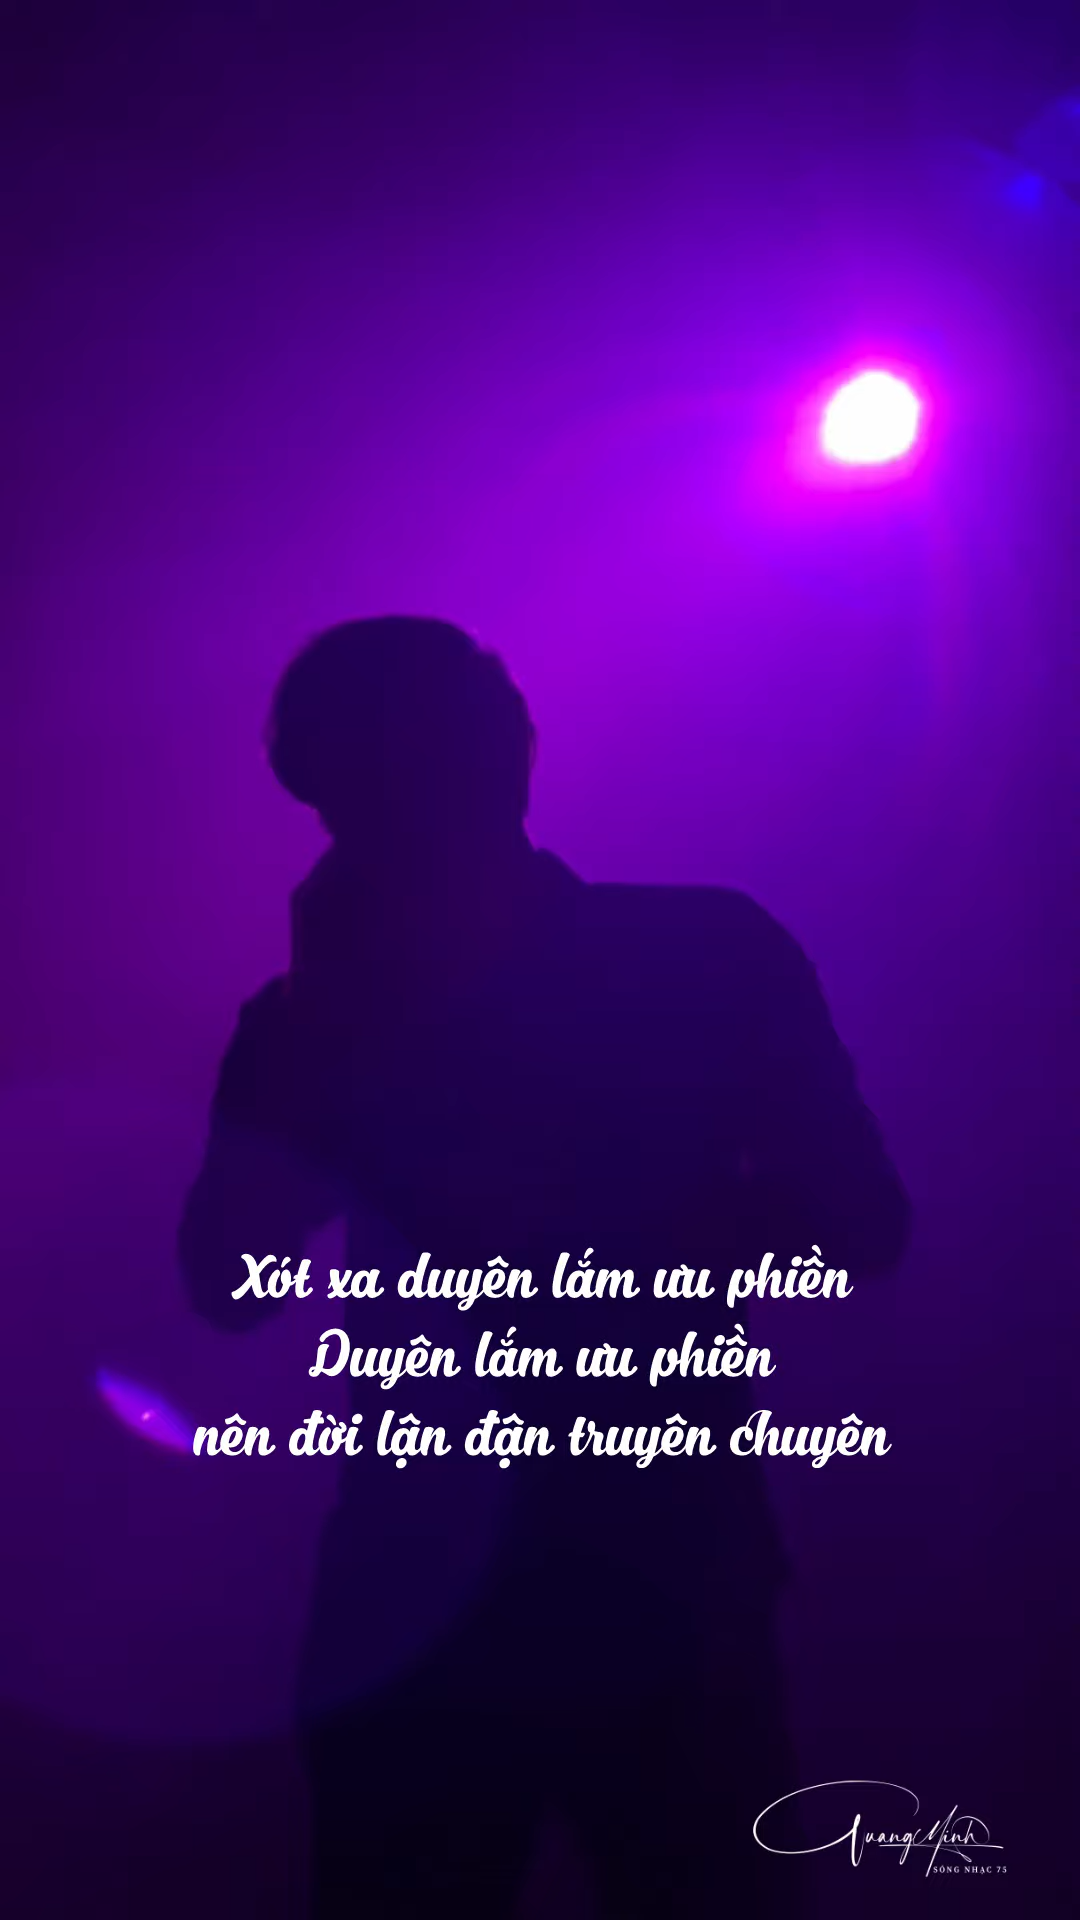 Xót xa duyên lắm ưu phiền
Duyên lắm ưu phiền
nên đời lận đận truyên chuyên
Quang Minh
SÓNG NHẠC 75